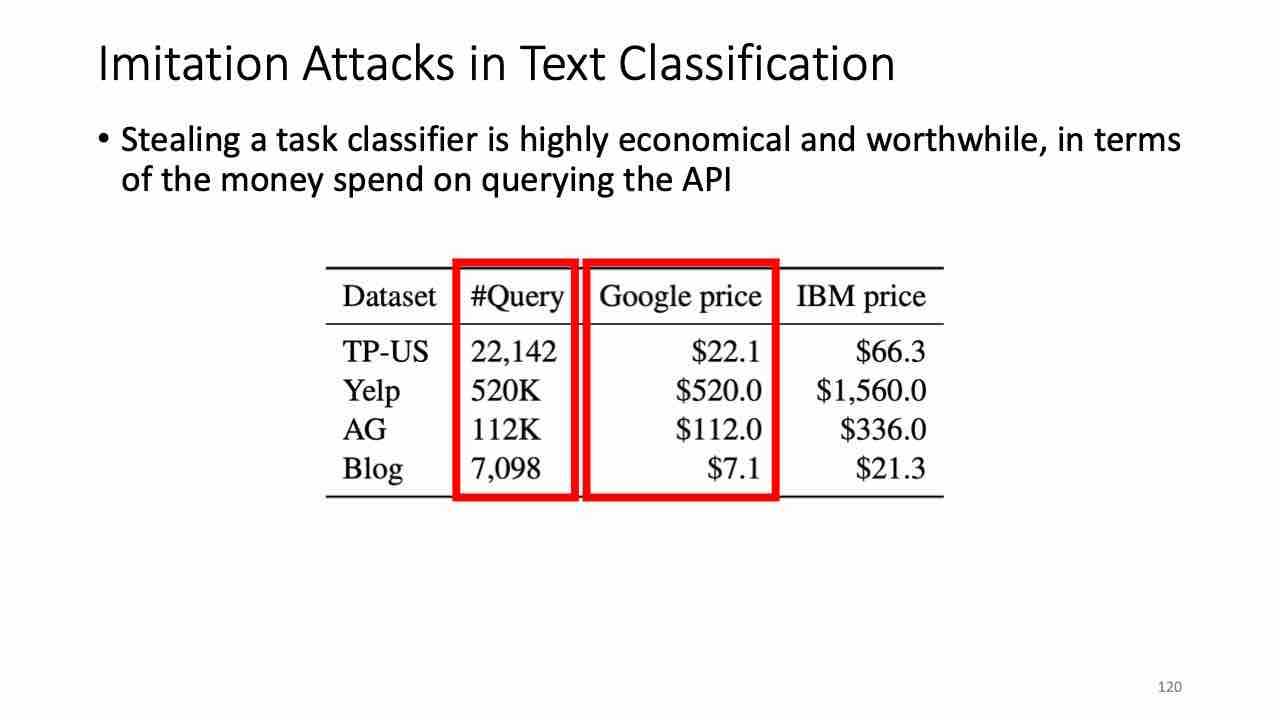 Imitation Attacks in Text Classification
• Stealing a task classifier is highly economical and worthwhile, in terms
of the money spend on querying the API
Dataset #Query Google price IBM price
TP-US 22,142 $22.1 $66.3
Yelp 520K $520.0 $1,560.0
AG 112K $112.0 $336.0
Blog 7,098 $7.1 $21.3
120